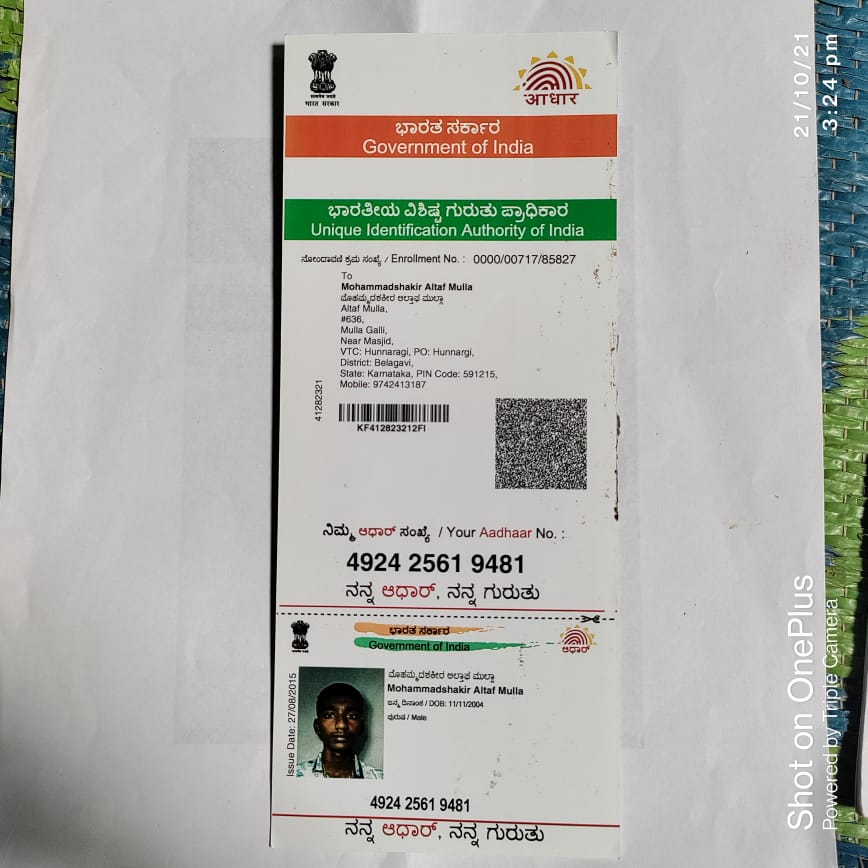 सत्यमेव जयते
भारत सरकार
आधार
ಭಾರತ ಸರ್ಕಾರ
Government of India
ಭಾರತೀಯ ವಿಶಿಷ್ಟ ಗುರುತು ಪ್ರಾಧಿಕಾರ
Unique Identification Authority of India
ನೋಂದಾವಣಿ ಕ್ರಮ ಸಂಖ್ಯೆ / Enrollment No. : 0000/00717/85827
To
Mohammadshakir Altaf Mulla
ಮೊಹಮ್ಮದಶಕೀರ ಅಲ್ತಾಫ ಮುಲ್ಲಾ
Altaf Mulla,
#636,
Mulla Galli,
Near Masjid,
VTC: Hunnaragi, PO: Hunnargi,
District: Belagavi,
State: Karnataka, PIN Code: 591215,
Mobile: 9742413187
41282321
KF412823212FI
ನಿಮ್ಮ ಆಧಾರ್ ಸಂಖ್ಯೆ / Your Aadhaar No. :
4924 2561 9481
ನನ್ನ ಆಧಾರ್, ನನ್ನ ಗುರುತು
ಭಾರತ ಸರ್ಕಾರ
Government of India
ಆಧಾರ್
Issue Date: 27/08/2015
ಮೊಹಮ್ಮದಶಕೀರ ಅಲ್ತಾಫ ಮುಲ್ಲಾ
Mohammadshakir Altaf Mulla
ಜನ್ಮ ದಿನಾಂಕ / DOB: 11/11/2004
ಪುರುಷ / Male
4924 2561 9481
ನನ್ನ ಆಧಾರ್, ನನ್ನ ಗುರುತು
21/10/21
3:24 pm
Shot on OnePlus
Powered by Triple Camera